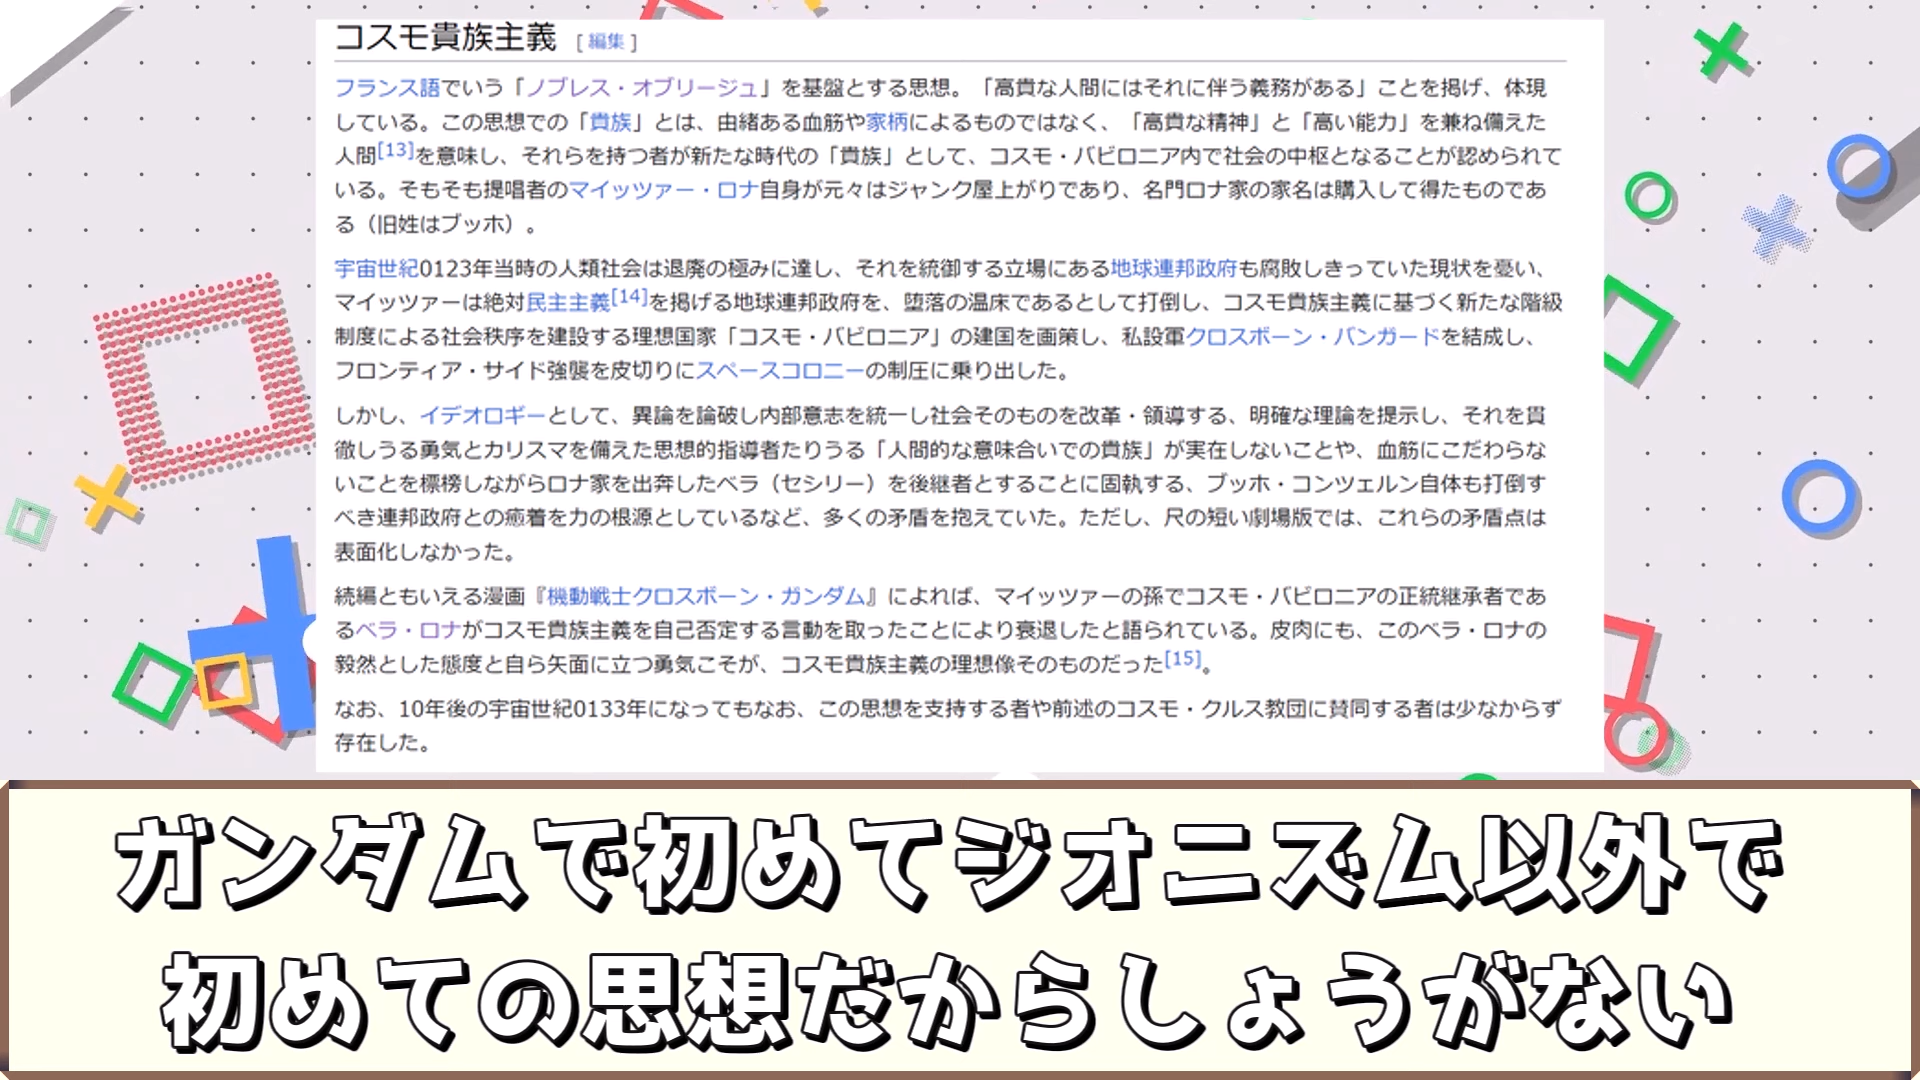 コスモ貴族主義 [編集]
フランス語でいう「ノブレス・オブリージュ」を基盤とする思想。「高貴な人間にはそれに伴う義務がある」ことを掲げ、体現
している。この思想での「貴族」とは、由緒ある血筋や家柄によるものではなく、「高貴な精神」と「高い能力」を兼ね備えた
人間[13]を意味し、それらを持つ者が新たな時代の「貴族」として、コスモ・バビロニア内で社会の中枢となることが認められて
いる。そもそも提唱者のマイッツァー・ロナ自身が元々はジャンク屋上がりであり、名門ロナ家の家名は購入して得たものであ
る（旧姓はブッホ）。
宇宙世紀0123年当時の人類社会は退廃の極みに達し、それを統御する立場にある地球連邦政府も腐敗しきっていた現状を憂い、
マイッツァーは絶対民主主義[14]を掲げる地球連邦政府を、堕落の温床であるとして打倒し、コスモ貴族主義に基づく新たな階級
制度による社会秩序を建設する理想国家「コスモ・バビロニア」の建国を画策し、私設軍クロスボーン・バンガードを結成し、
フロンティア・サイド強襲を皮切りにスペースコロニーの制圧に乗り出した。
しかし、イデオロギーとして、異論を論破し内部意志を統一し社会そのものを改革・領導する、明確な理論を提示し、それを貫
徹しうる勇気とカリスマを備えた思想的指導者たりうる「人間的な意味合いでの貴族」が実在しないことや、血筋にこだわらな
いことを標榜しながらロナ家を出奔したベラ（セシリー）を後継者とすることに固執する、ブッホ・コンツェルン自体も打倒す
べき連邦政府との癒着を力の根源としているなど、多くの矛盾を抱えていた。ただし、尺の短い劇場版では、これらの矛盾点は
表面化しなかった。
続編ともいえる漫画『機動戦士クロスボーン・ガンダム』によれば、マイッツァーの孫でコスモ・バビロニアの正統継承者であ
るベラ・ロナがコスモ貴族主義を自己否定する言動を取ったことにより衰退したと語られている。皮肉にも、このベラ・ロナの
毅然とした態度と自ら矢面に立つ勇気こそが、コスモ貴族主義の理想像そのものだった[15]。
なお、10年後の宇宙世紀0133年になってもなお、この思想を支持する者や前述のコスモ・クルス教団に賛同する者は少なからず
存在した。
ガンダムで初めてジオニズム以外で
初めての思想だからしょうがない